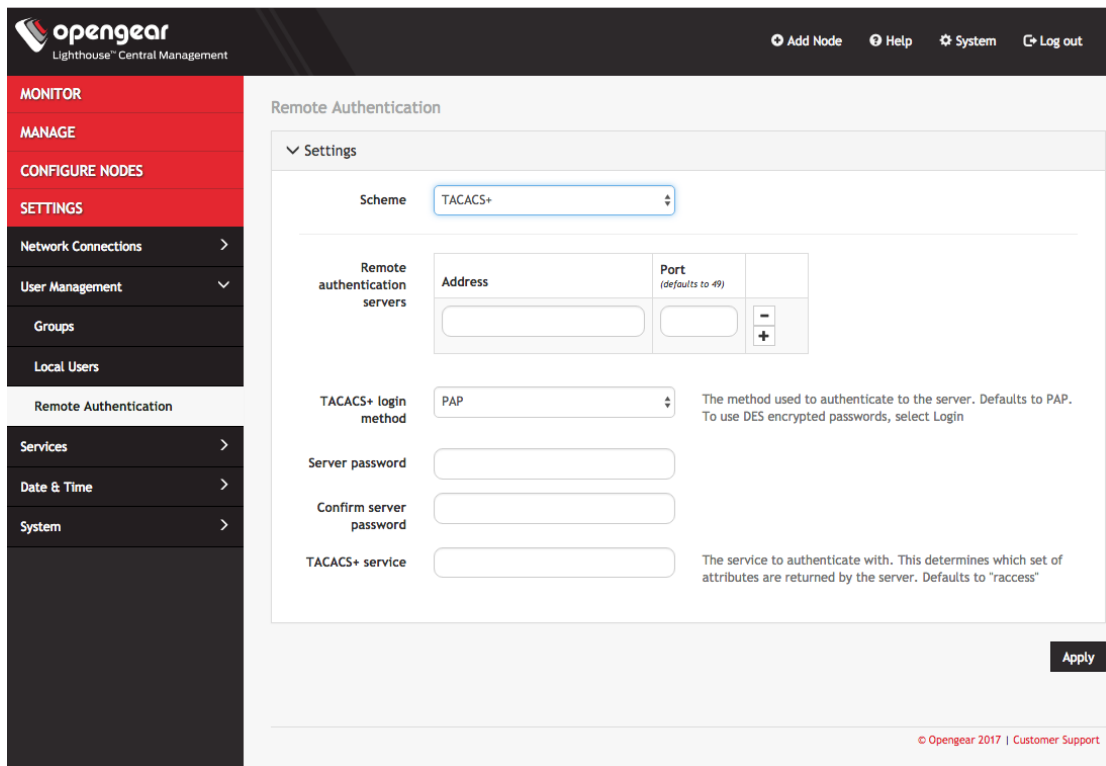 opengear
Lighthouse™ Central Management
Add Node
Help
System
Log out
MONITOR
MANAGE
CONFIGURE NODES
SETTINGS
Network Connections
User Management
Groups
Local Users
Remote Authentication
Services
Date & Time
System
Remote Authentication
Settings
Scheme
TACACS+
Remote
authentication
servers
Address
Port
(defaults to 49)
TACACS+ login
method
PAP
The method used to authenticate to the server. Defaults to PAP.
To use DES encrypted passwords, select Login
Server password
Confirm server
password
TACACS+ service
The service to authenticate with. This determines which set of
attributes are returned by the server. Defaults to "raccess"
Apply
© Opengear 2017 | Customer Support